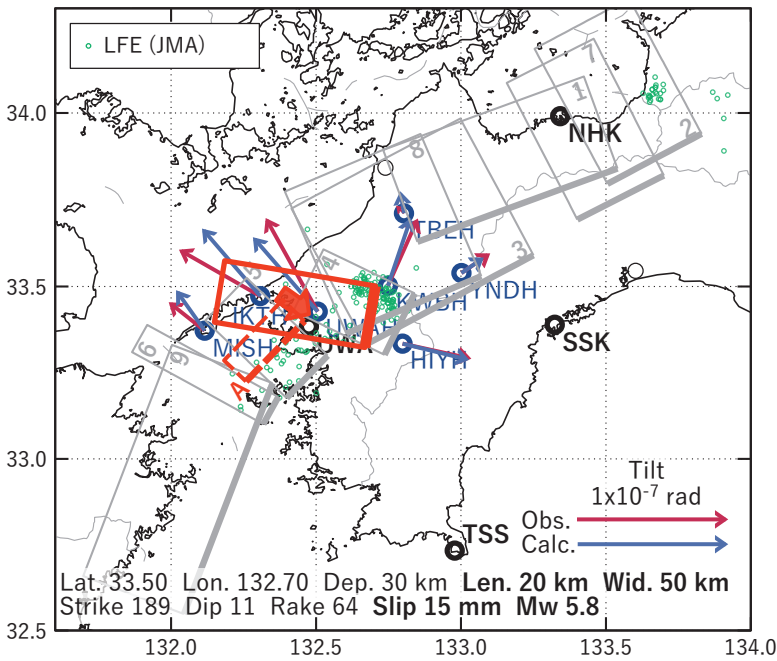 LFE (JMA)
34.0
33.5
33.0
32.5
7
1
2
8
3
4
5
6
9
NHK
TBEH
KWBH
YNDH
IKTH
UWAH
UWA
MISH
HIYH
SSK
TSS
A
Tilt
1x10⁻⁷ rad
Obs.
Calc.
Lat. 33.50 Lon. 132.70 Dep. 30 km Len. 20 km Wid. 50 km
Strike 189 Dip 11 Rake 64 Slip 15 mm Mw 5.8
132.0 132.5 133.0 133.5 134.0